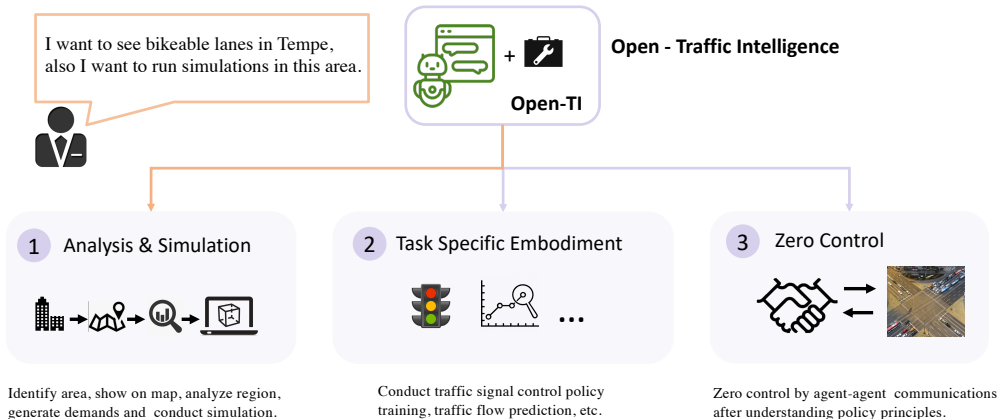 I want to see bikeable lanes in Tempe,
also I want to run simulations in this area.
+
Open-TI
Open - Traffic Intelligence
1 Analysis & Simulation
2 Task Specific Embodiment
3 Zero Control
...
Identify area, show on map, analyze region,
generate demands and conduct simulation.
Conduct traffic signal control policy
training, traffic flow prediction, etc.
Zero control by agent-agent communications
after understanding policy principles.